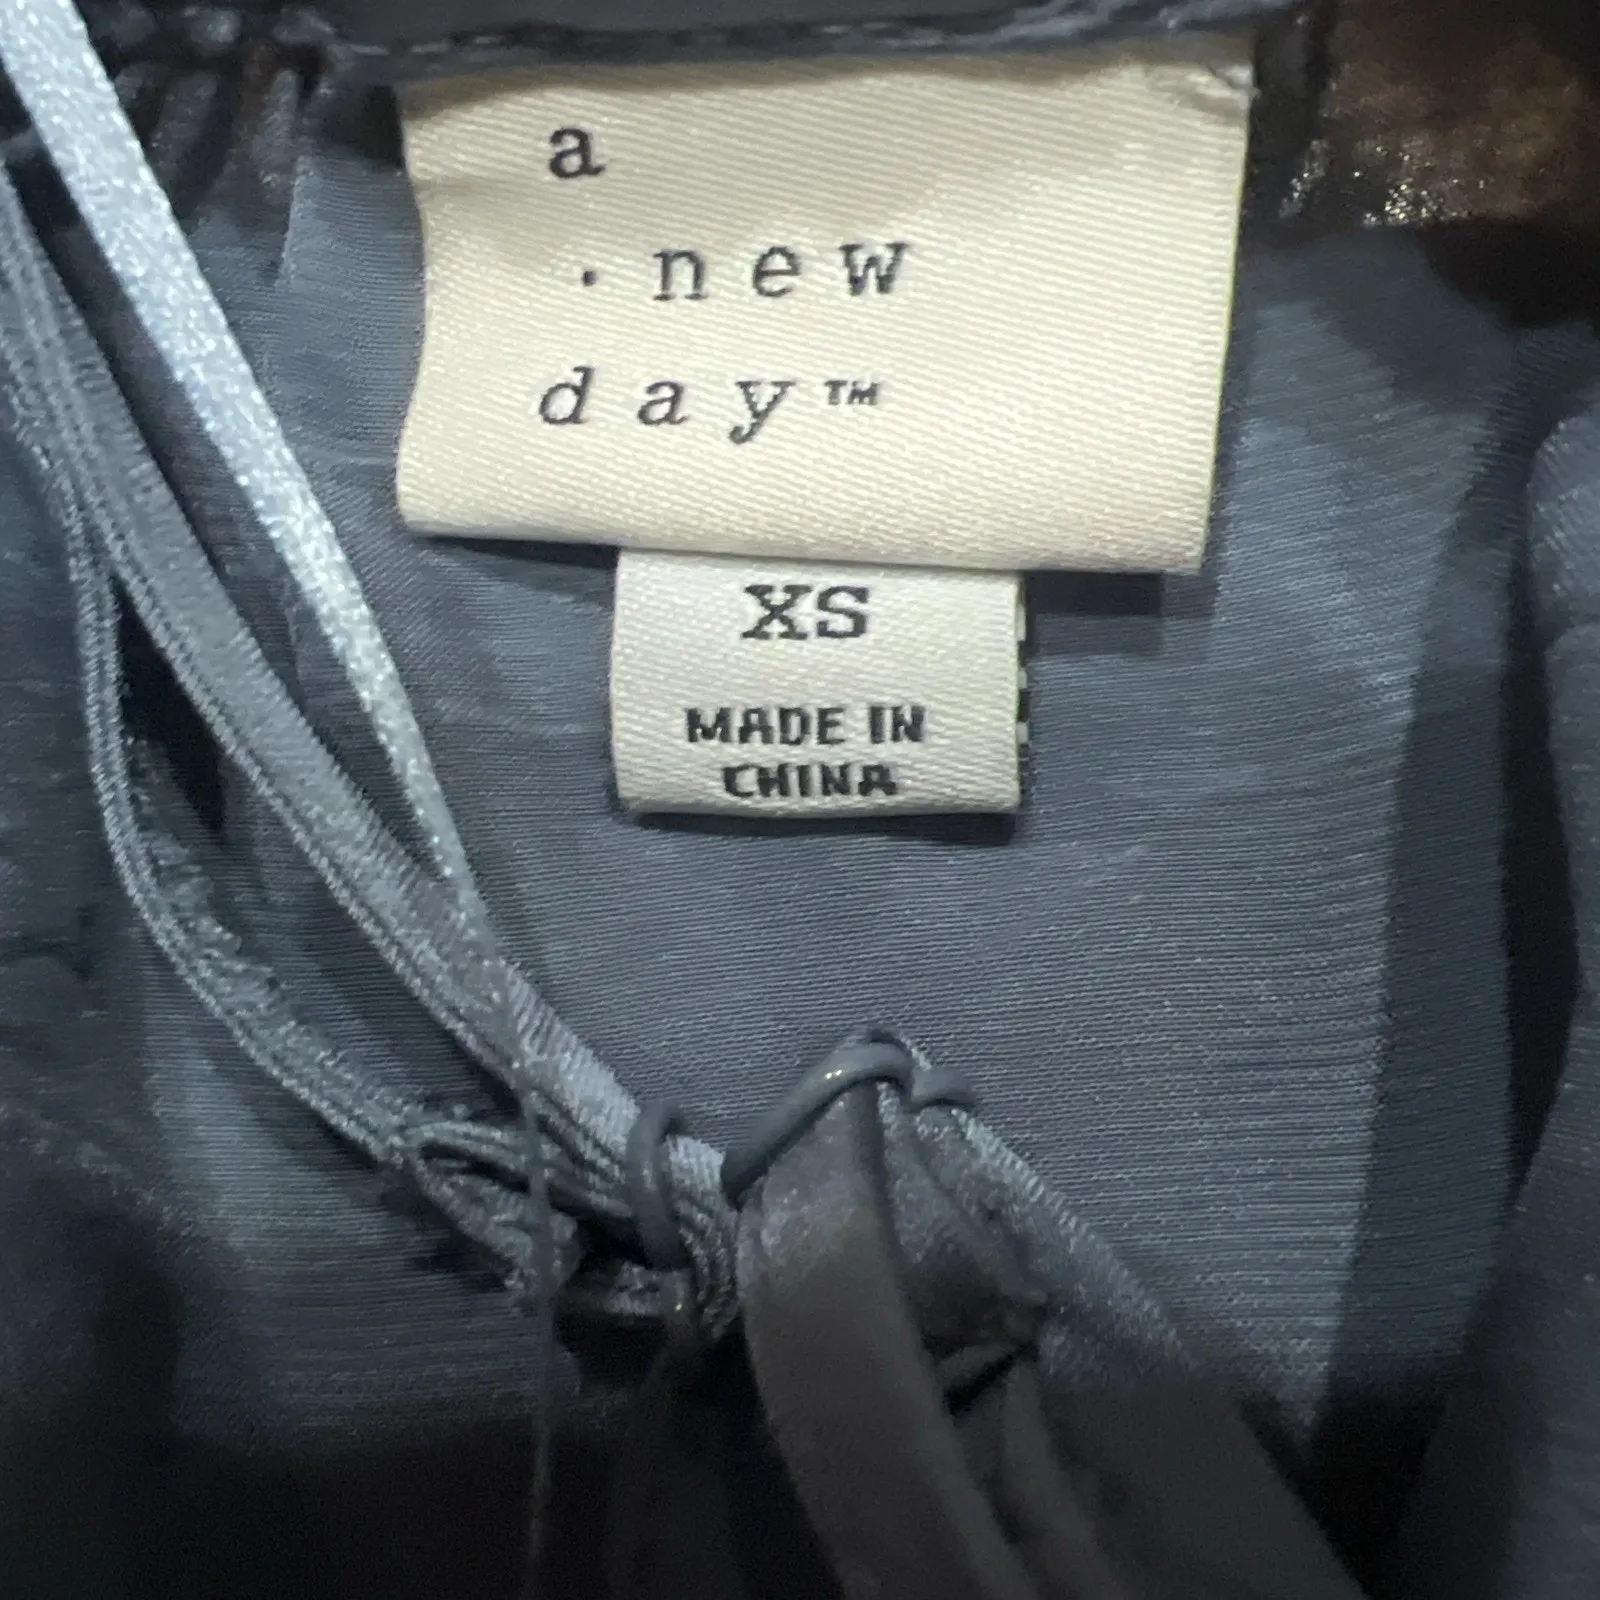 a
· new
day™
XS
MADE IN
CHINA